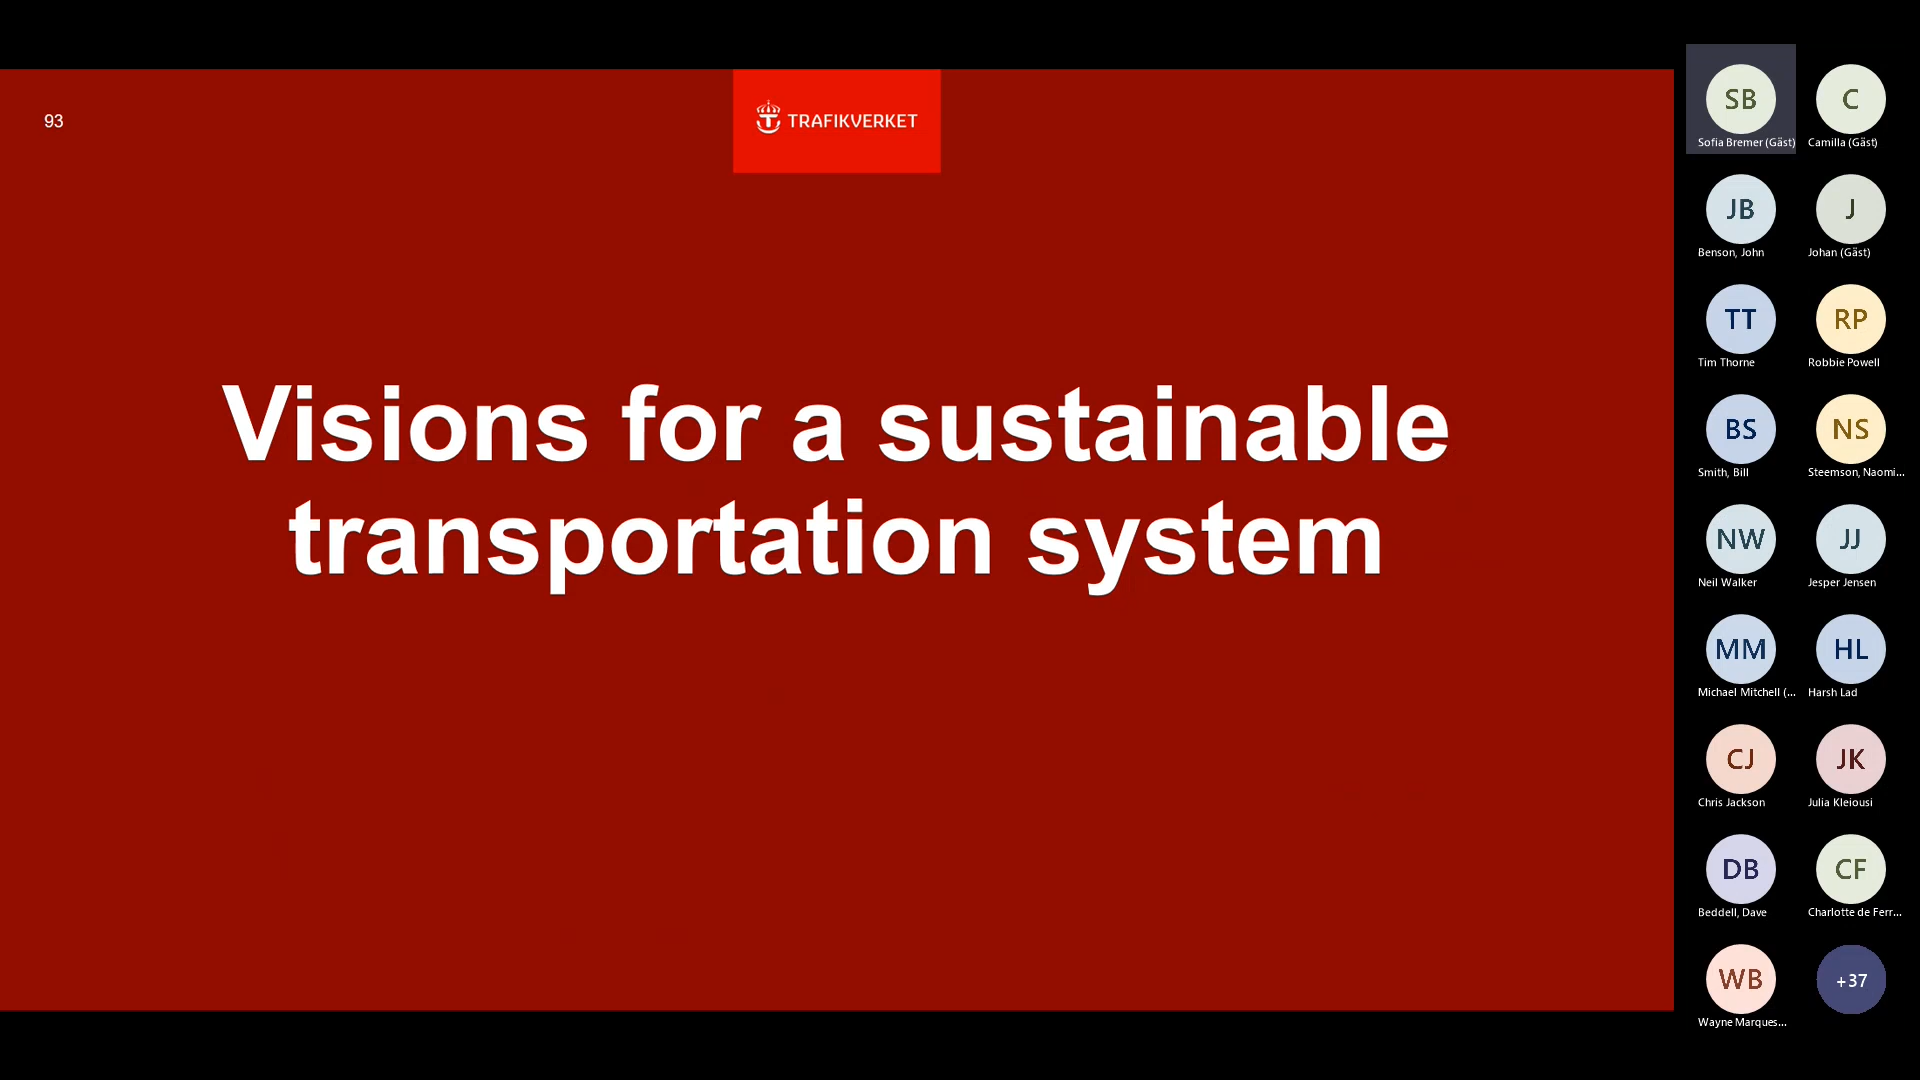 93
TRAFIKVERKET
Visions for a sustainable
transportation system
SB
Sofia Bremer (Gäst)
C
Camilla (Gäst)
JB
Benson, John
J
Johan (Gäst)
TT
Tim Thorne
RP
Robbie Powell
BS
Smith, Bill
NS
Steemson, Naomi...
NW
Neil Walker
JJ
Jesper Jensen
MM
Michael Mitchell (...
HL
Harsh Lad
CJ
Chris Jackson
JK
Julia Kleiousi
DB
Beddell, Dave
CF
Charlotte de Ferr...
WB
Wayne Marques...
+37